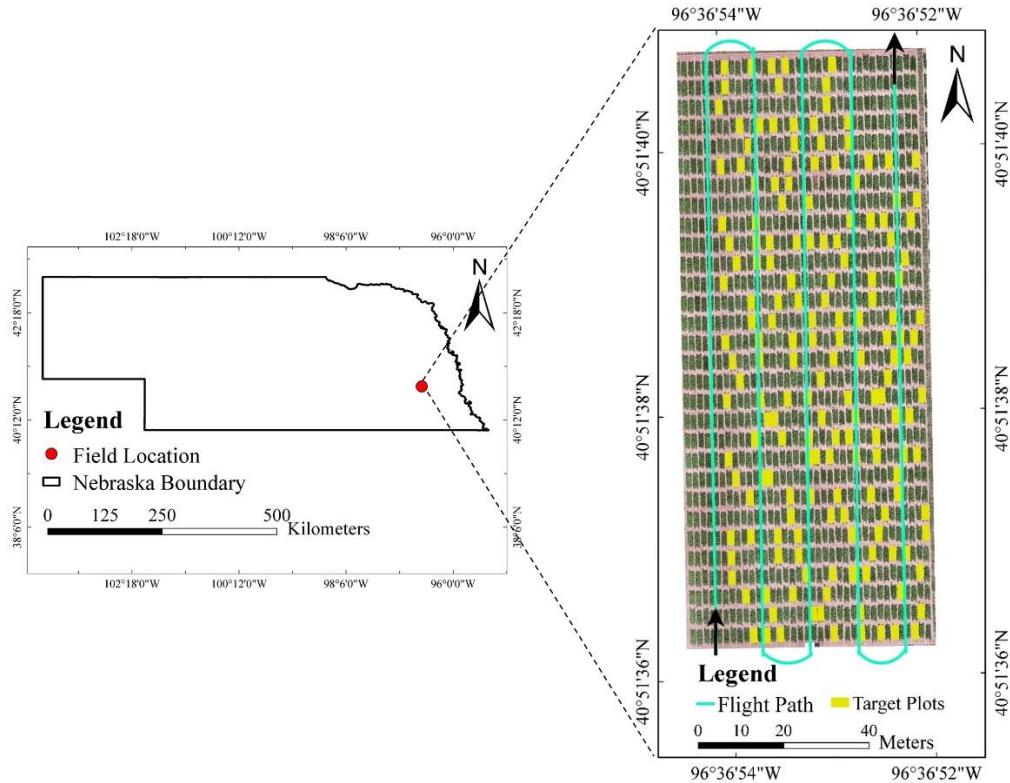 102°18'0"W 100°12'0"W 98°6'0"W 96°0'0"W
N
42°18'0"N
42°18'0"N
40°12'0"N
40°12'0"N
38°6'0"N
38°6'0"N
Legend
Field Location
Nebraska Boundary
0 125 250 500
Kilometers
102°18'0"W 100°12'0"W 98°6'0"W 96°0'0"W
96°36'54"W 96°36'52"W
N
40°51'40"N
40°51'40"N
40°51'38"N
40°51'38"N
40°51'36"N
40°51'36"N
Legend
Flight Path Target Plots
0 10 20 40
Meters
96°36'54"W 96°36'52"W